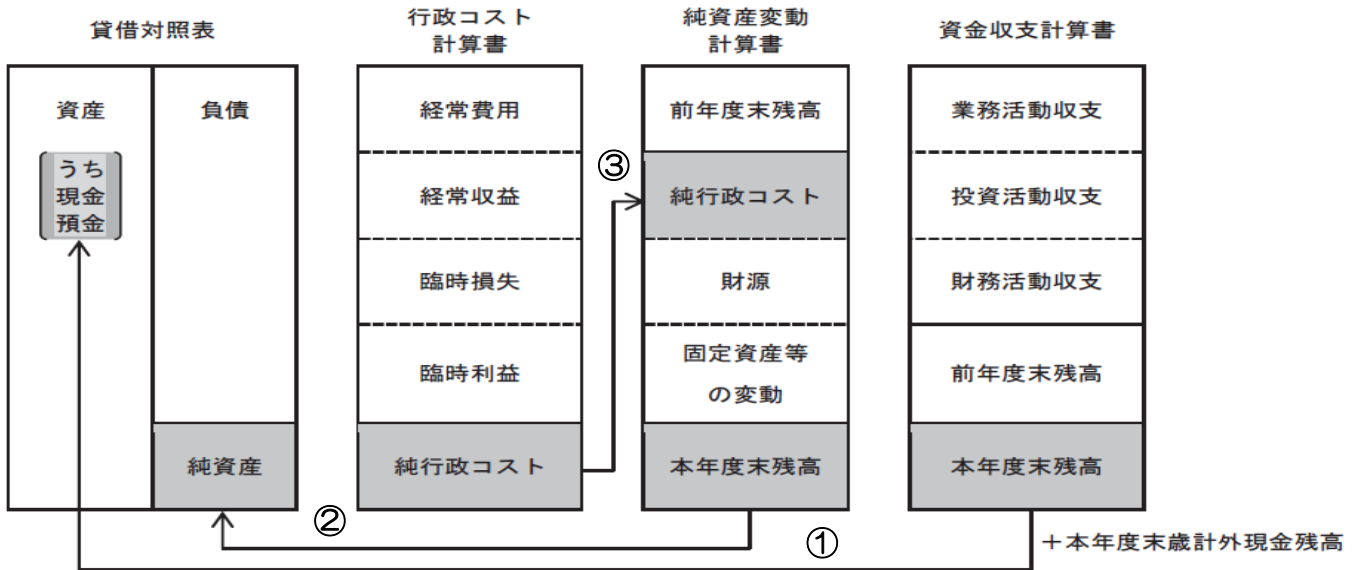 貸借対照表
行政コスト
計算書
純資産変動
計算書
資金収支計算書
資産
負債
うち
現金
預金
純資産
経常費用
経常収益
臨時損失
臨時利益
純行政コスト
③
前年度末残高
純行政コスト
財源
固定資産等
の変動
本年度末残高
業務活動収支
投資活動収支
財務活動収支
前年度末残高
本年度末残高
②
①
＋本年度末歳計外現金残高